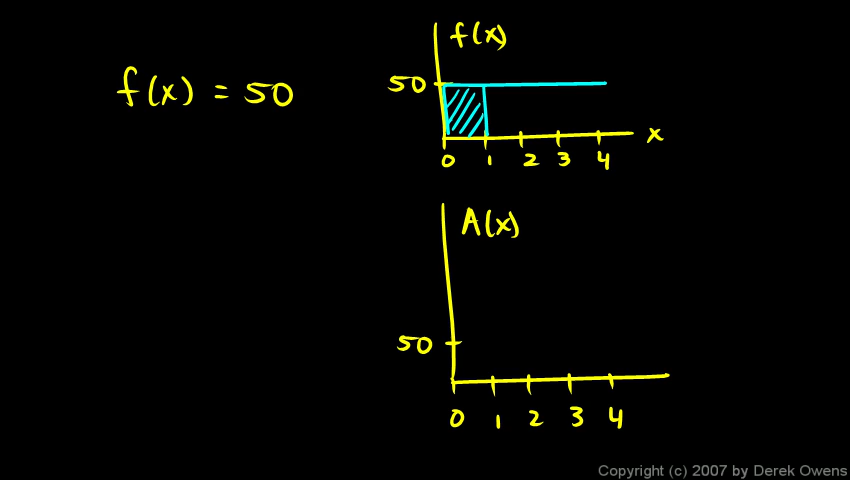 f(x) = 50
f(x)
50
0 1 2 3 4 x
A(x)
50
0 1 2 3 4
Copyright (c) 2007 by Derek Owens